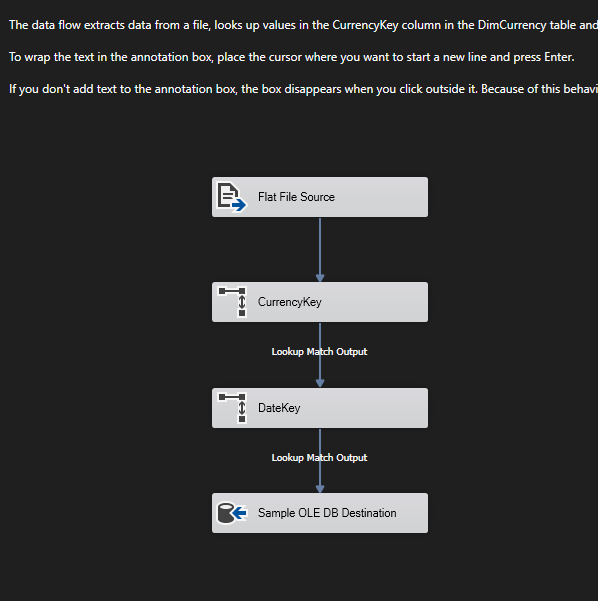 The data flow extracts data from a file, looks up values in the CurrencyKey column in the DimCurrency table and
To wrap the text in the annotation box, place the cursor where you want to start a new line and press Enter.
If you don't add text to the annotation box, the box disappears when you click outside it. Because of this behavi
Flat File Source
CurrencyKey
Lookup Match Output
DateKey
Lookup Match Output
Sample OLE DB Destination